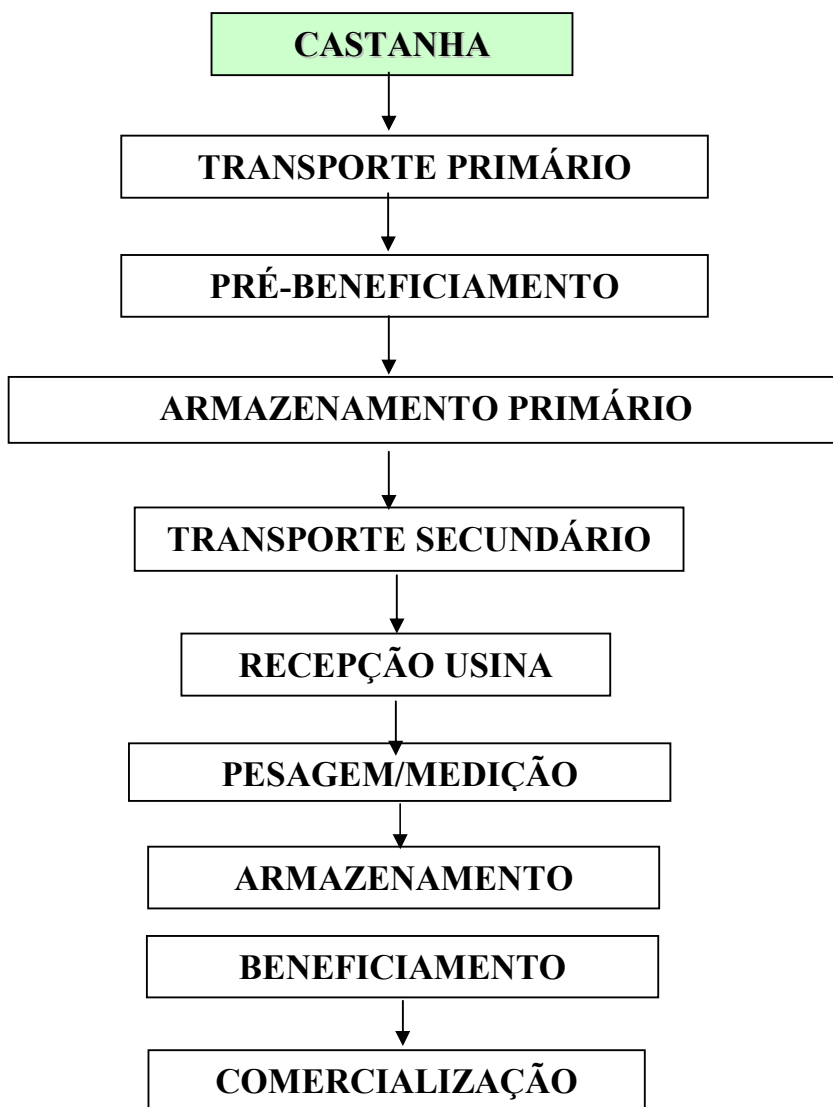 CASTANHA
TRANSPORTE PRIMÁRIO
PRÉ-BENEFICIAMENTO
ARMAZENAMENTO PRIMÁRIO
TRANSPORTE SECUNDÁRIO
RECEPÇÃO USINA
PESAGEM/MEDIÇÃO
ARMAZENAMENTO
BENEFICIAMENTO
COMERCIALIZAÇÃO